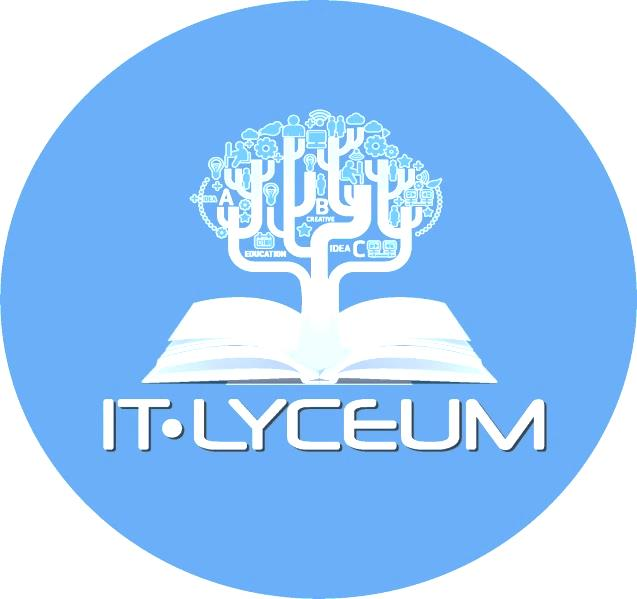 IDEA
A
B
CREATIVE
EDUCATION
IDEA C
IT·LYCEUM